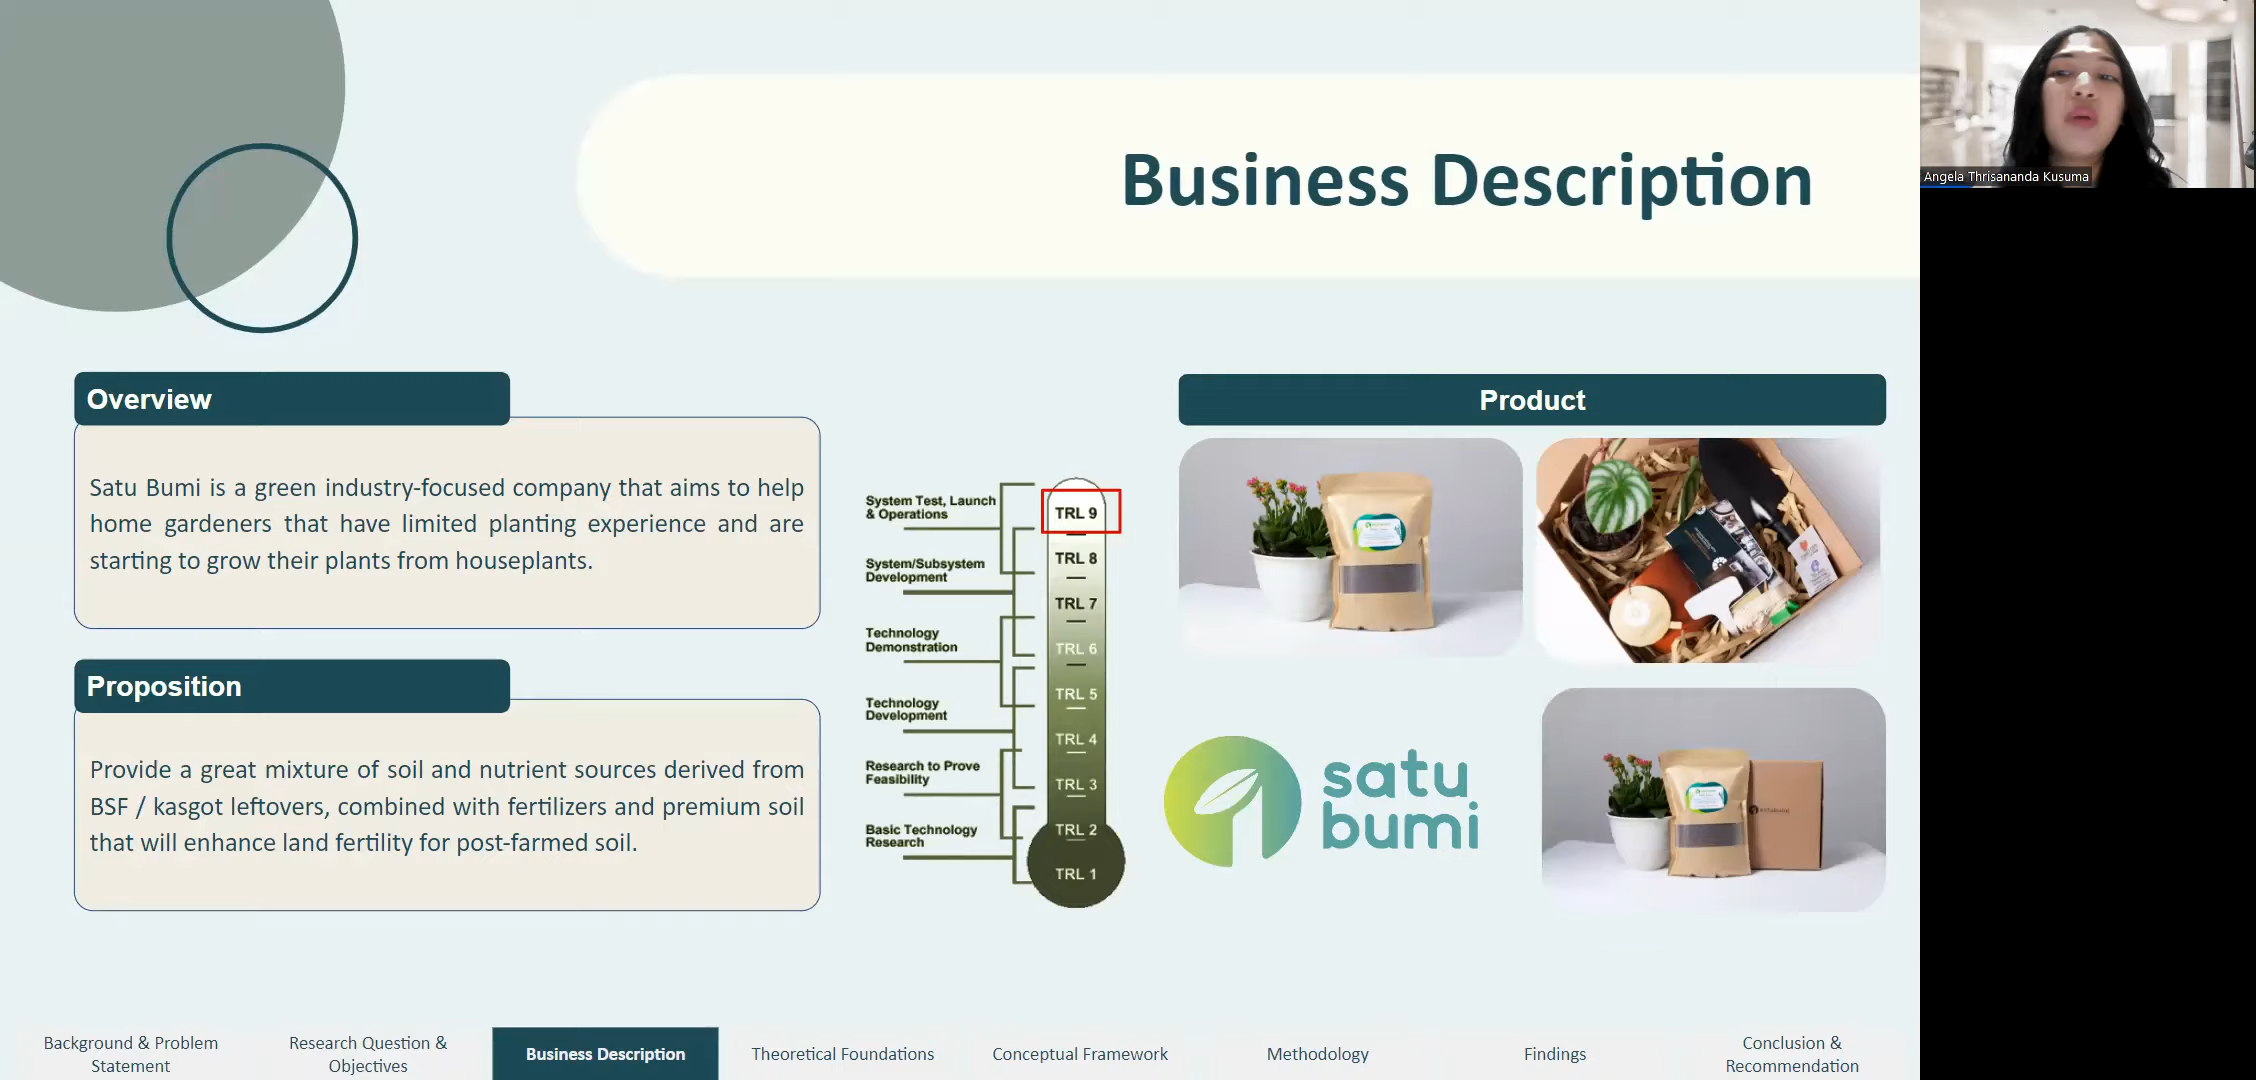 Business Description
Angela Thrisananda Kusuma
Overview
Satu Bumi is a green industry-focused company that aims to help
home gardeners that have limited planting experience and are
starting to grow their plants from houseplants.
Proposition
Provide a great mixture of soil and nutrient sources derived from
BSF / kasgot leftovers, combined with fertilizers and premium soil
that will enhance land fertility for post-farmed soil.
System Test, Launch
& Operations
System/Subsystem
Development
Technology
Demonstration
Technology
Development
Research to Prove
Feasibility
Basic Technology
Research
TRL 9
TRL 8
TRL 7
TRL 6
TRL 5
TRL 4
TRL 3
TRL 2
TRL 1
Product
satu
bumi
Background & Problem
Statement
Research Question &
Objectives
Business Description
Theoretical Foundations
Conceptual Framework
Methodology
Findings
Conclusion &
Recommendation